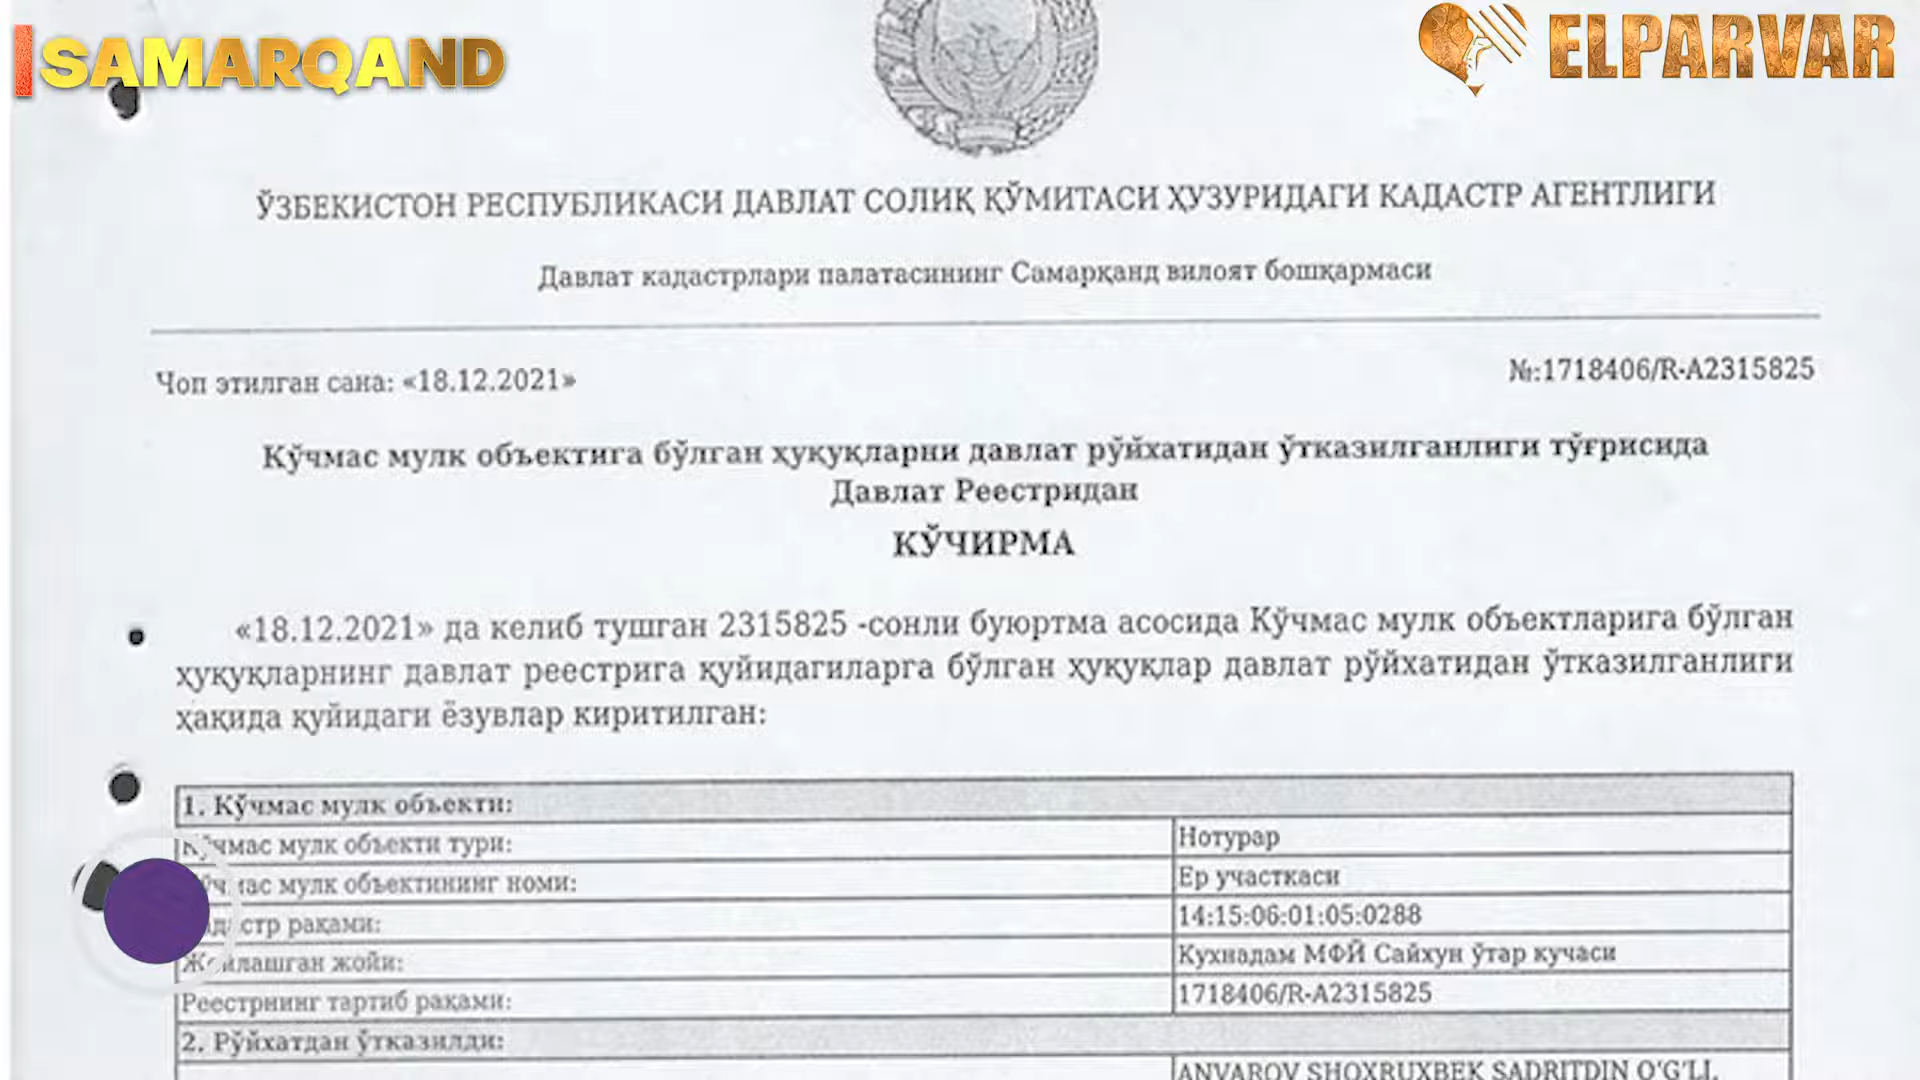 SAMARQAND
ELPARVAR
ЎЗБЕКИСТОН РЕСПУБЛИКАСИ ДАВЛАТ СОЛИҚ ҚЎМИТАСИ ҲУЗУРИДАГИ КАДАСТР АГЕНТЛИГИ
Давлат кадастрлари палатасининг Самарқанд вилоят бошқармаси
Чоп этилган сана: «18.12.2021»
№:1718406/R-A2315825
Кўчмас мулк объектига бўлган ҳуқуқларни давлат рўйхатидан ўтказилганлиги тўғрисида
Давлат Реестридан
КЎЧИРМА
«18.12.2021» да келиб тушган 2315825 -сонли буюртма асосида Кўчмас мулк объектларига бўлган
ҳуқуқларнинг давлат реестрига қуйидагиларга бўлган ҳуқуқлар давлат рўйхатидан ўтказилганлиги
ҳақида қуйидаги ёзувлар киритилган:
1. Кўчмас мулк объекти:
мулк объекти тури:
Нотурар
мулк объектининг номи:
Ер участкаси
рақами:
14:15:06:01:05:0288
жойи:
Кухнадам МФЙ Сайхун ўтар кучаси
Реестрнинг тартиб рақами:
1718406/R-A2315825
2. Рўйхатдан ўтказилди:
ANVAROV SHOXRUXBEK SADRITDIN O'G'LI,